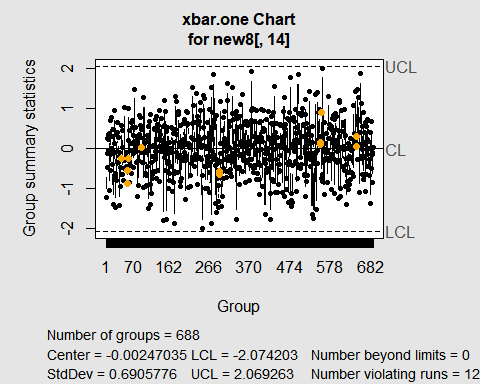 xbar.one Chart
for new8[, 14]
Group summary statistics
2
1
0
-1
-2
UCL
CL
LCL
1 70 162 266 370 474 578 682
Group
Number of groups = 688
Center = -0.00247035 LCL = -2.074203 Number beyond limits = 0
StdDev = 0.6905776 UCL = 2.069263 Number violating runs = 12